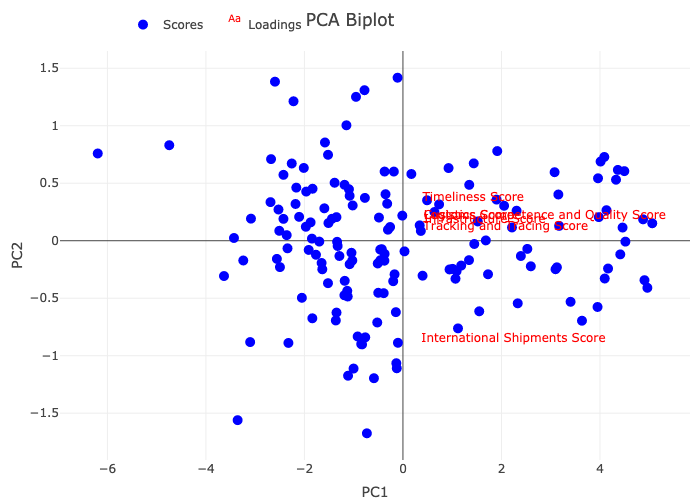 Scores
Aa Loadings
PCA Biplot
1.5
1
0.5
0
−0.5
−1
−1.5
PC2
Timeliness Score
Competence and Quality Score
Tracking and Tracing Score
International Shipments Score
−6
−4
−2
0
2
4
PC1